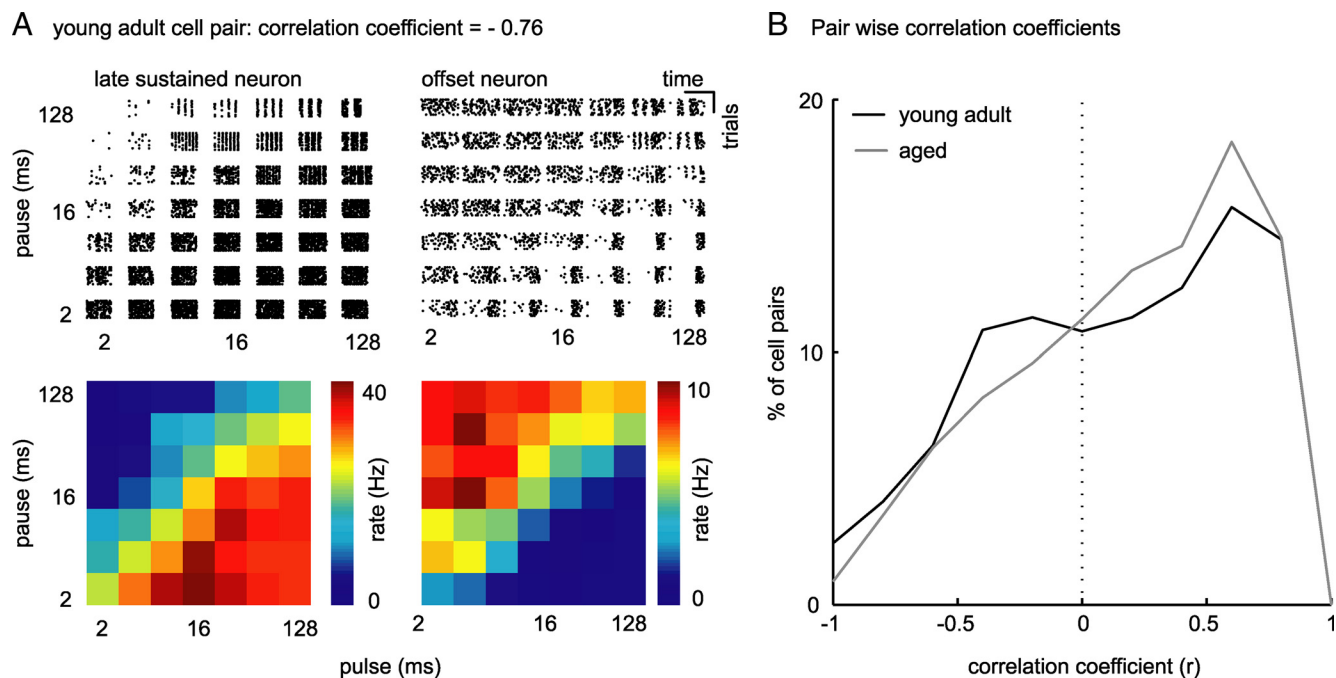 A young adult cell pair: correlation coefficient = - 0.76
late sustained neuron
offset neuron
time
trials
pause (ms)
128
16
2
2 16 128
2 16 128
pause (ms)
128
16
2
2 16 128
40
rate (Hz)
0
2 16 128
10
rate (Hz)
0
pulse (ms)
B Pair wise correlation coefficients
young adult
aged
% of cell pairs
20
10
0
-1 -0.5 0 0.5 1
correlation coefficient (r)